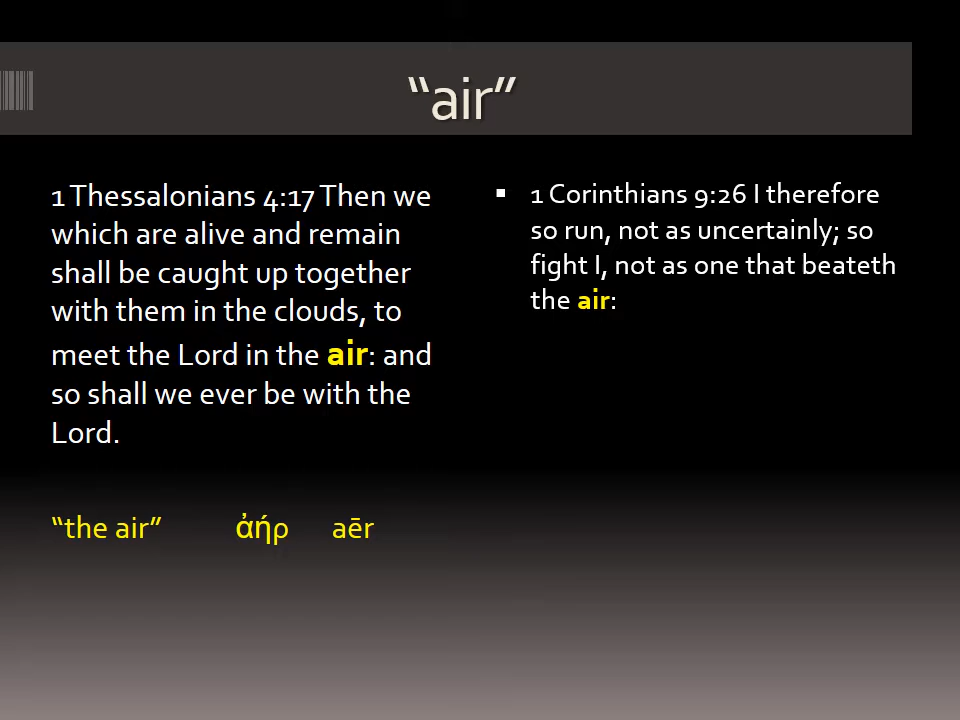 “air”
1 Thessalonians 4:17 Then we
which are alive and remain
shall be caught up together
with them in the clouds, to
meet the Lord in the air: and
so shall we ever be with the
Lord.
“the air” ἀήρ aēr
▪ 1 Corinthians 9:26 I therefore
so run, not as uncertainly; so
fight I, not as one that beateth
the air: